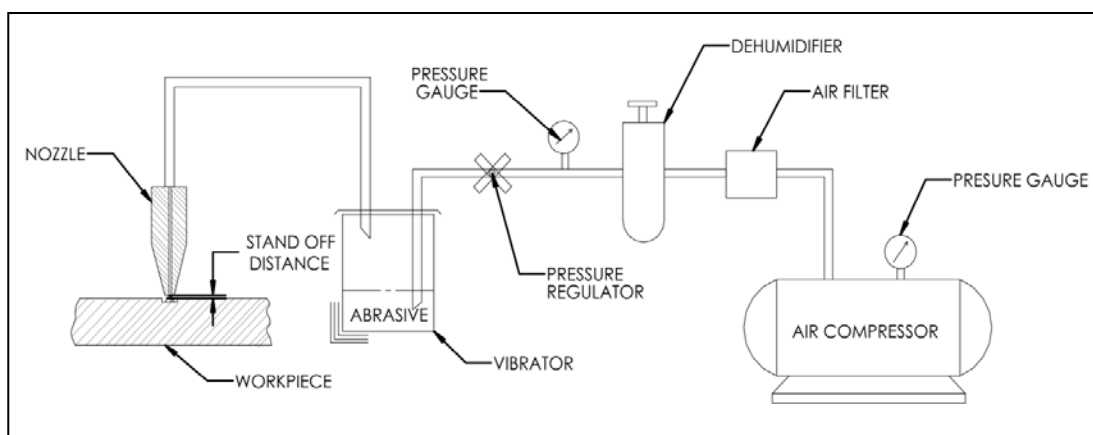 DEHUMIDIFIER
PRESSURE
GAUGE
AIR FILTER
NOZZLE
PRESURE GAUGE
STAND OFF
DISTANCE
PRESSURE
REGULATOR
ABRASIVE
AIR COMPRESSOR
VIBRATOR
WORKPIECE